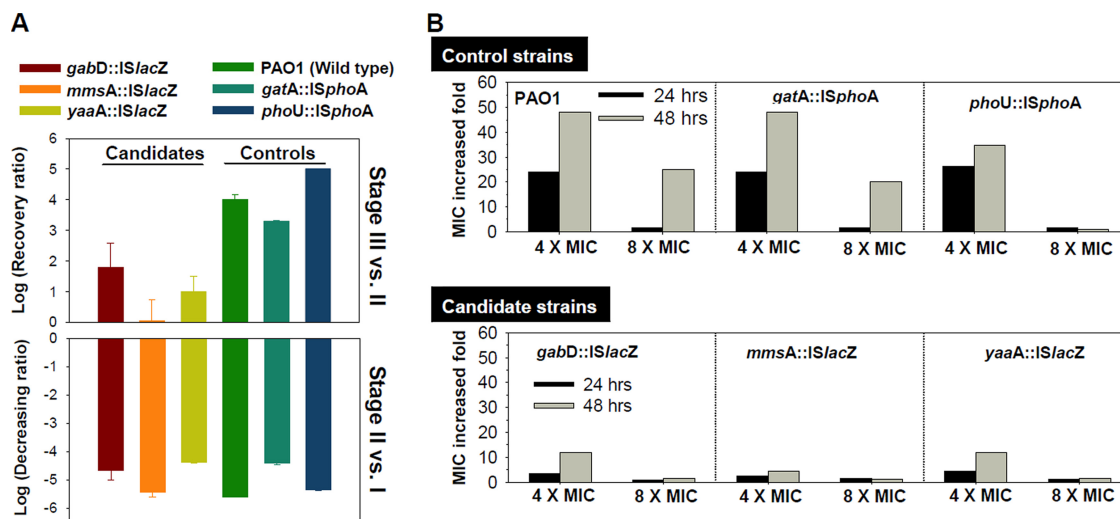 A
gabD::ISlacZ
mmsA::ISlacZ
yaaA::ISlacZ
PAO1 (Wild type)
gatA::ISphoA
phoU::ISphoA
Candidates
Controls
Log (Recovery ratio)
6
5
4
3
2
1
0
Stage III vs. II
Log (Decreasing ratio)
0
-1
-2
-3
-4
-5
-6
Stage II vs. I
B
Control strains
MIC increased fold
60
50
40
30
20
10
0
PAO1
24 hrs
48 hrs
gatA::ISphoA
phoU::ISphoA
4 X MIC
8 X MIC
4 X MIC
8 X MIC
4 X MIC
8 X MIC
Candidate strains
MIC increased fold
60
50
40
30
20
10
0
gabD::ISlacZ
mmsA::ISlacZ
yaaA::ISlacZ
24 hrs
48 hrs
4 X MIC
8 X MIC
4 X MIC
8 X MIC
4 X MIC
8 X MIC